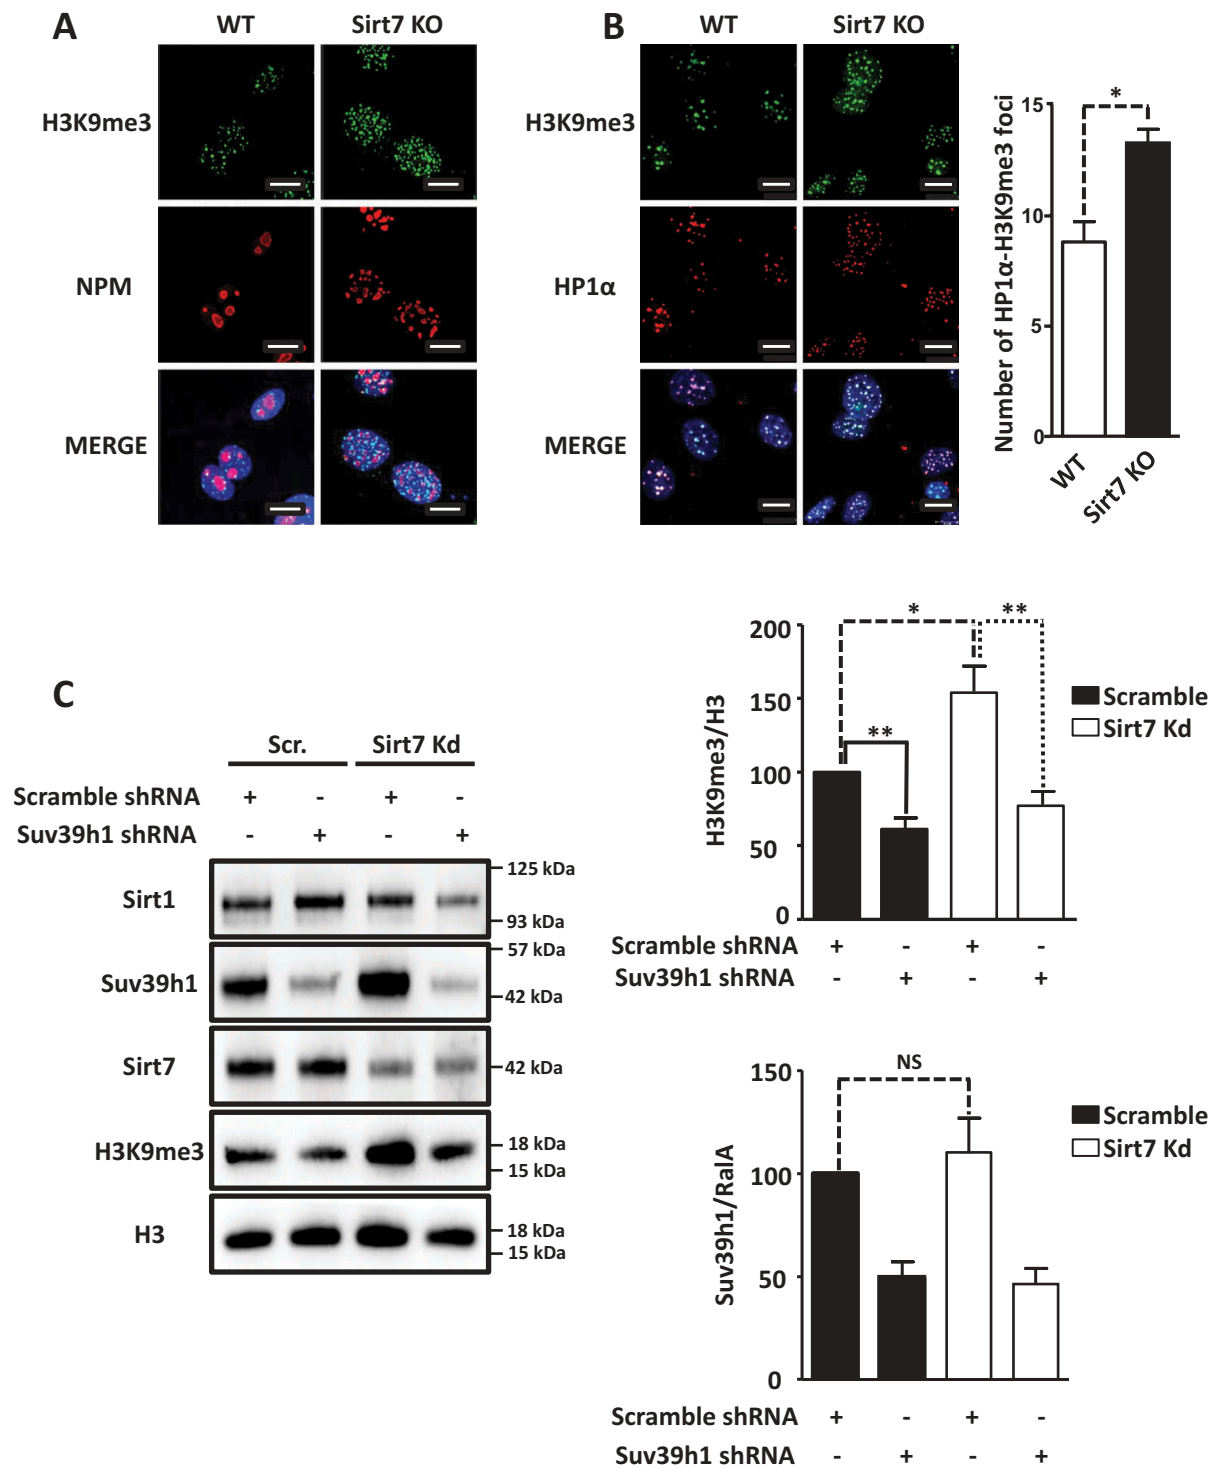 A
WT
Sirt7 KO
H3K9me3
NPM
MERGE
B
WT
Sirt7 KO
H3K9me3
HP1α
MERGE
Number of HP1α-H3K9me3 foci
15
10
5
0
*
WT
Sirt7 KO
C
Scr.
Sirt7 Kd
Scramble shRNA + - + -
Suv39h1 shRNA - + - +
Sirt1
125 kDa
93 kDa
Suv39h1
57 kDa
42 kDa
Sirt7
42 kDa
H3K9me3
18 kDa
15 kDa
H3
18 kDa
15 kDa
H3K9me3/H3
200
150
100
50
0
* **
**
Scramble
Sirt7 Kd
Scramble shRNA + - + -
Suv39h1 shRNA - + - +
Suv39h1/RalA
150
100
50
0
NS
Scramble
Sirt7 Kd
Scramble shRNA + - + -
Suv39h1 shRNA - + - +